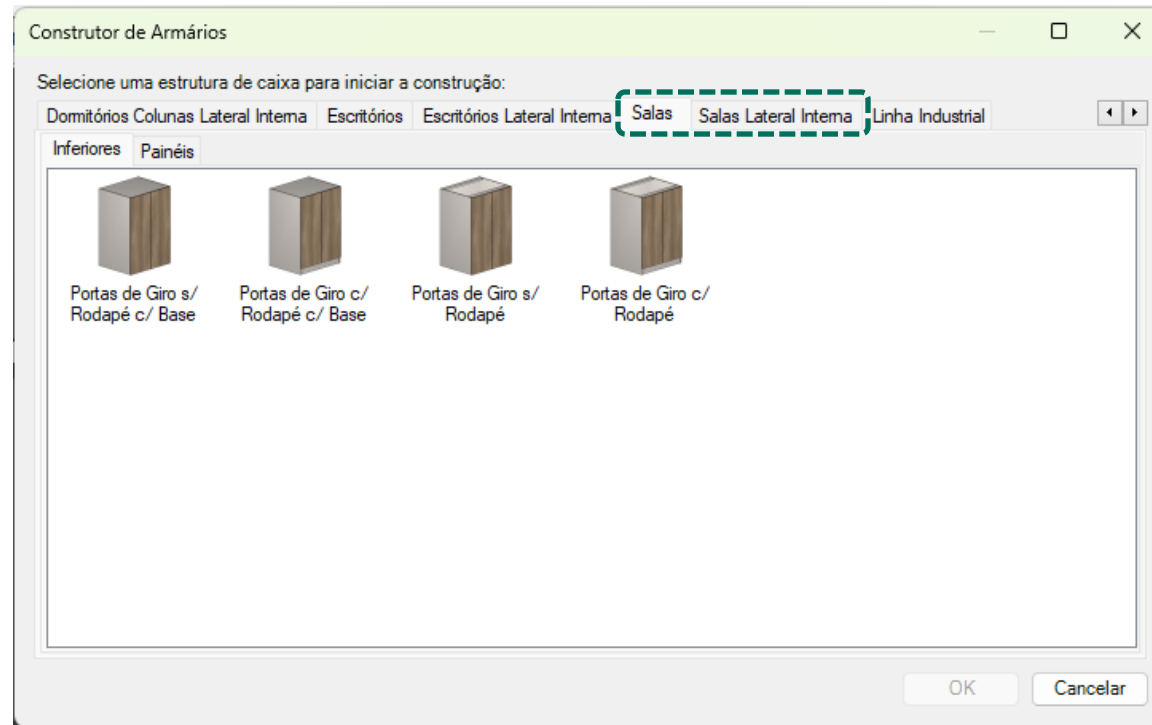 Construtor de Armários
Selecione uma estrutura de caixa para iniciar a construção:
Dormitórios Colunas Lateral Interna Escritórios Escritórios Lateral Interna Salas Salas Lateral Interna Linha Industrial
Inferiores Painéis
Portas de Giro s/ Portas de Giro c/ Portas de Giro s/ Portas de Giro c/
Rodapé c/ Base Rodapé c/ Base Rodapé Rodapé
OK Cancelar